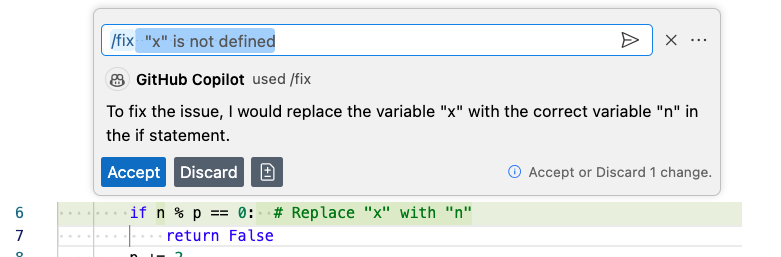 /fix "x" is not defined
GitHub Copilot used /fix
To fix the issue, I would replace the variable "x" with the correct variable "n" in
the if statement.
Accept Discard Accept or Discard 1 change.
6 if n % p == 0: # Replace "x" with "n"
7 return False